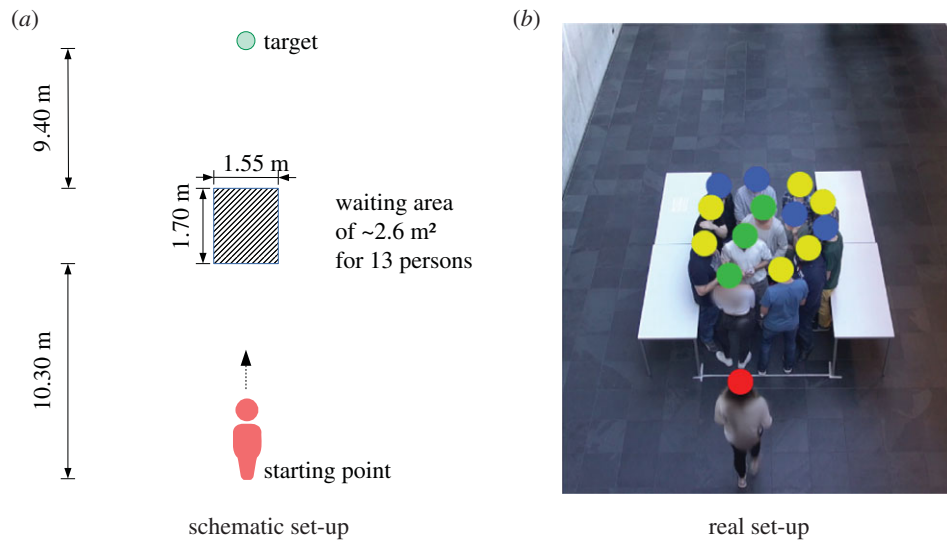 (a)
target
9.40 m
1.55 m
1.70 m
waiting area
of ~2.6 m²
for 13 persons
10.30 m
starting point
schematic set-up
(b)
real set-up